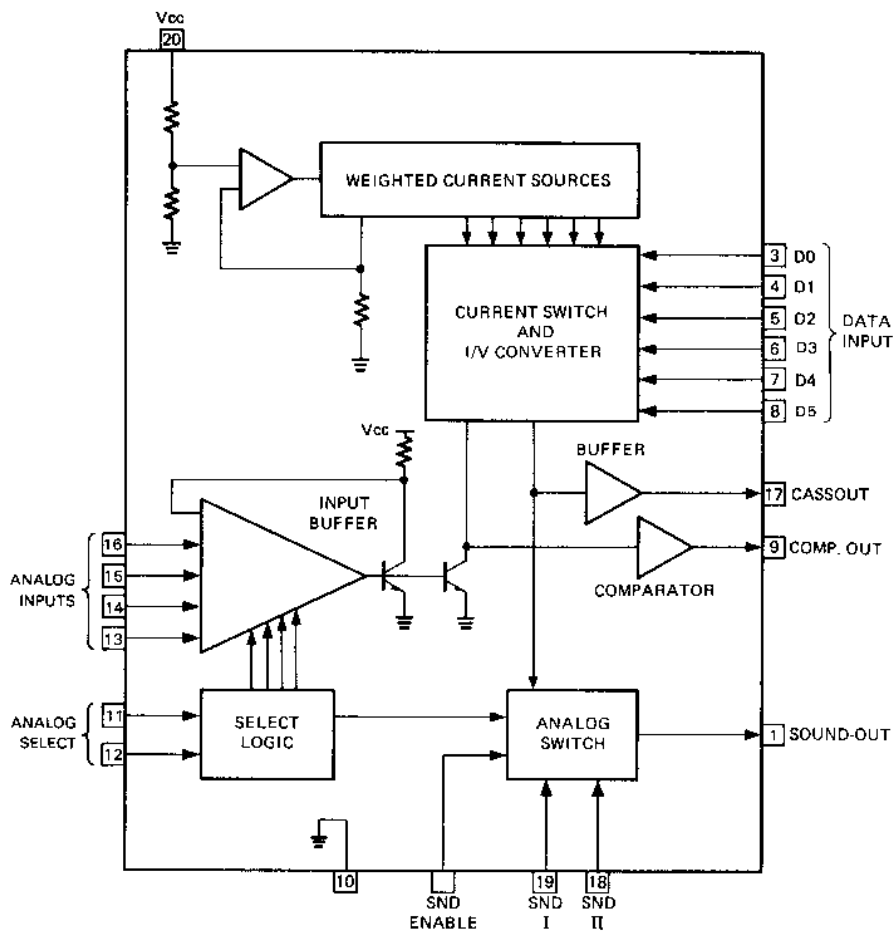 Vcc
20
WEIGHTED CURRENT SOURCES
CURRENT SWITCH
AND
I/V CONVERTER
3 D0
4 D1
5 D2
6 D3
7 D4
8 D5
DATA
INPUT
Vcc
BUFFER
INPUT
BUFFER
17 CASSOUT
9 COMP. OUT
COMPARATOR
ANALOG
INPUTS
16
15
14
13
ANALOG
SELECT
11
12
SELECT
LOGIC
ANALOG
SWITCH
1 SOUND-OUT
10
SND
ENABLE
19
SND
I
18
SND
II